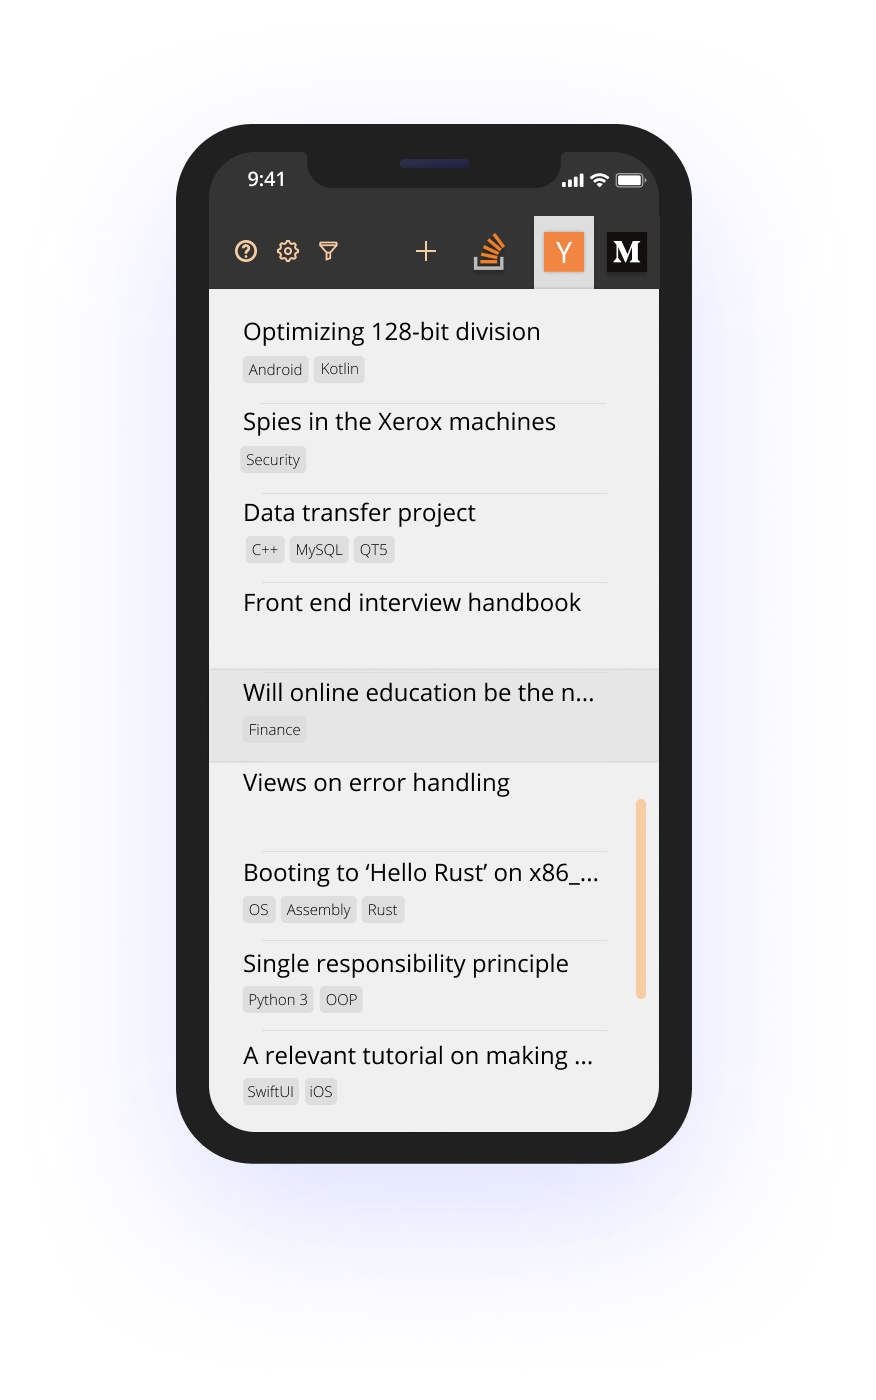 9:41
? Y M
Optimizing 128-bit division
Android Kotlin
Spies in the Xerox machines
Security
Data transfer project
C++ MySQL QT5
Front end interview handbook
Will online education be the n...
Finance
Views on error handling
Booting to ‘Hello Rust’ on x86_...
OS Assembly Rust
Single responsibility principle
Python 3 OOP
A relevant tutorial on making ...
SwiftUI iOS